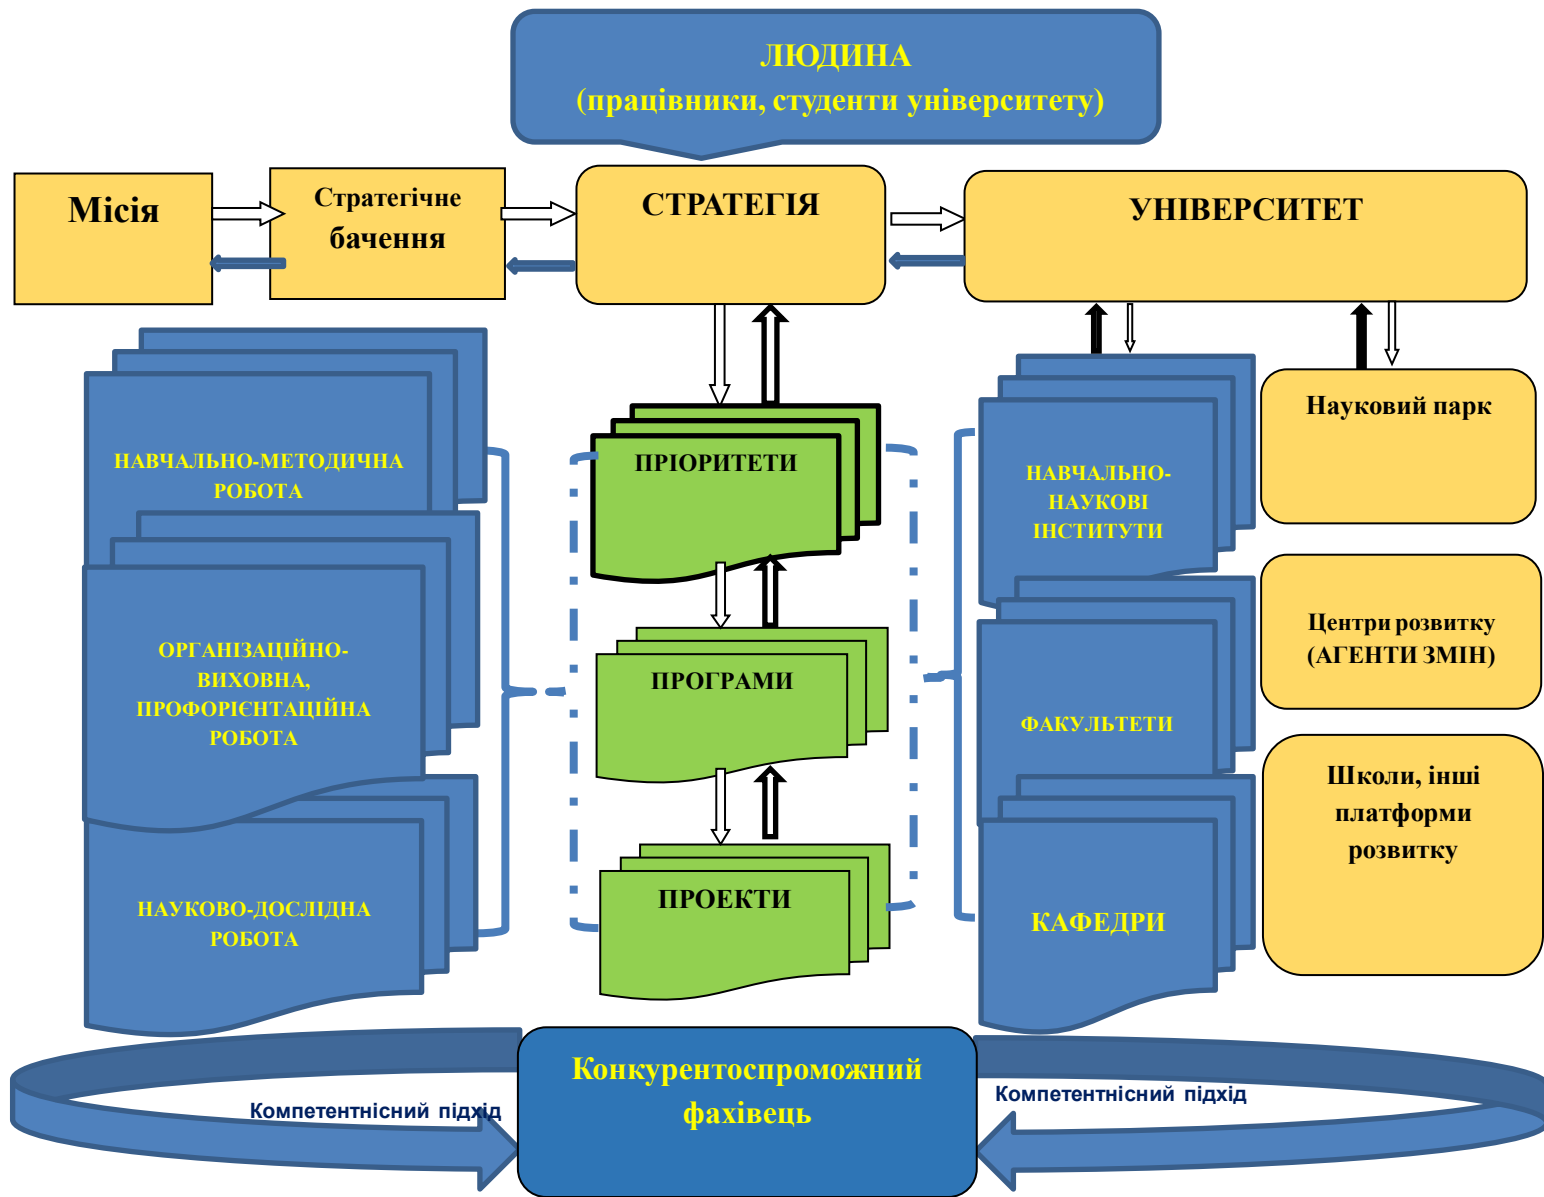 ЛЮДИНА
(працівники, студенти університету)
Місія
Стратегічне
бачення
СТРАТЕГІЯ
УНІВЕРСИТЕТ
НАВЧАЛЬНО-МЕТОДИЧНА
РОБОТА
ОРГАНІЗАЦІЙНО-
ВИХОВНА,
ПРОФОРІЄНТАЦІЙНА
РОБОТА
НАУКОВО-ДОСЛІДНА
РОБОТА
ПРІОРИТЕТИ
ПРОГРАМИ
ПРОЕКТИ
НАВЧАЛЬНО-
НАУКОВІ
ІНСТИТУТИ
ФАКУЛЬТЕТИ
КАФЕДРИ
Науковий парк
Центри розвитку
(АГЕНТИ ЗМІН)
Школи, інші
платформи
розвитку
Компетентнісний підхід
Конкурентоспроможний
фахівець
Компетентнісний підхід